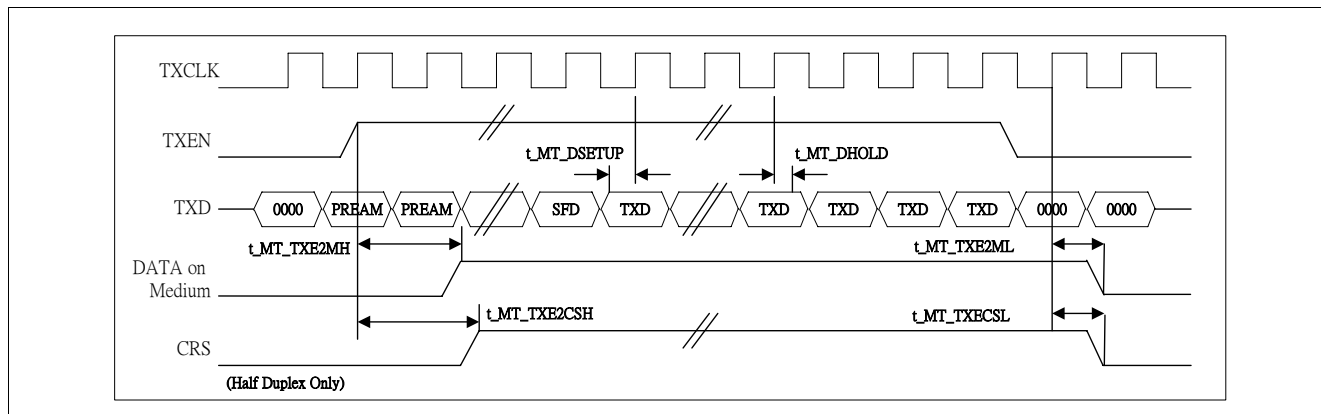 TXCLK
TXEN
t_MT_DSETUP
t_MT_DHOLD
TXD 0000 PREAM PREAM SFD TXD TXD TXD TXD TXD 0000 0000
t_MT_TXE2MH
t_MT_TXE2ML
DATA on
Medium
t_MT_TXE2CSH
t_MT_TXECSL
CRS
(Half Duplex Only)